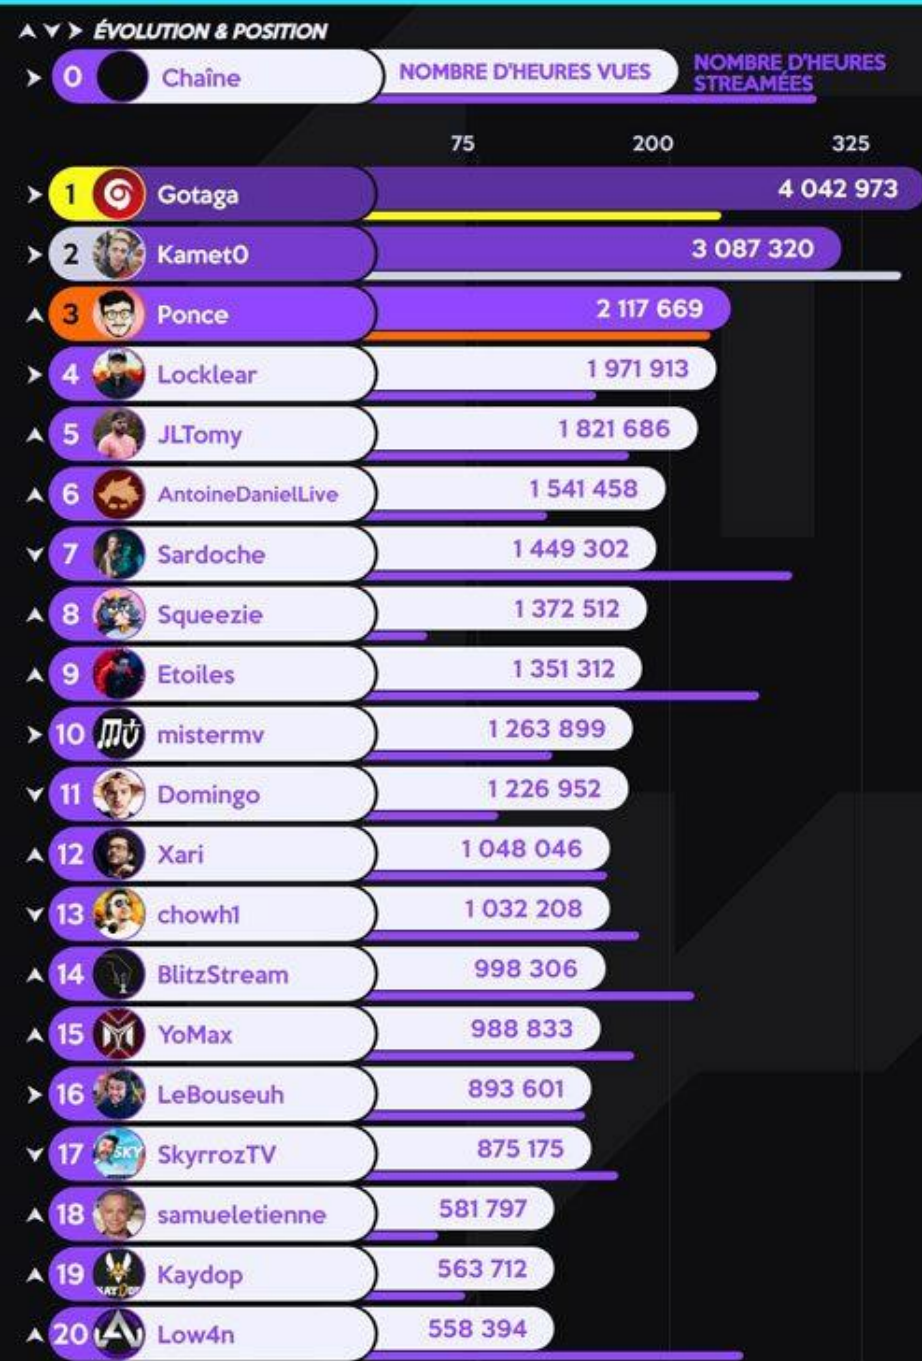 ÉVOLUTION & POSITION
0 Chaîne NOMBRE D'HEURES VUES NOMBRE D'HEURES
STREAMÉES
75 200 325
1 Gotaga 4 042 973
2 Kamet0 3 087 320
3 Ponce 2 117 669
4 Locklear 1 971 913
5 JLTomy 1 821 686
6 AntoineDanielLive 1 541 458
7 Sardoche 1 449 302
8 Squeezie 1 372 512
9 Etoiles 1 351 312
10 mistermv 1 263 899
11 Domingo 1 226 952
12 Xari 1 048 046
13 chowh1 1 032 208
14 BlitzStream 998 306
15 YoMax 988 833
16 LeBouseuh 893 601
17 SKY SkyrrozTV 875 175
18 samueletienne 581 797
19 Kaydop 563 712
20 Low4n 558 394